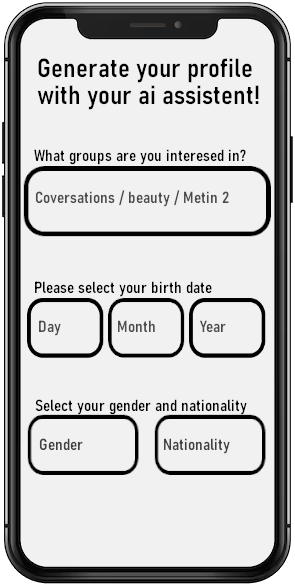 Generate your profile
with your ai assistent!
What groups are you interesed in?
Coversations / beauty / Metin 2
Please select your birth date
Day Month Year
Select your gender and nationality
Gender Nationality